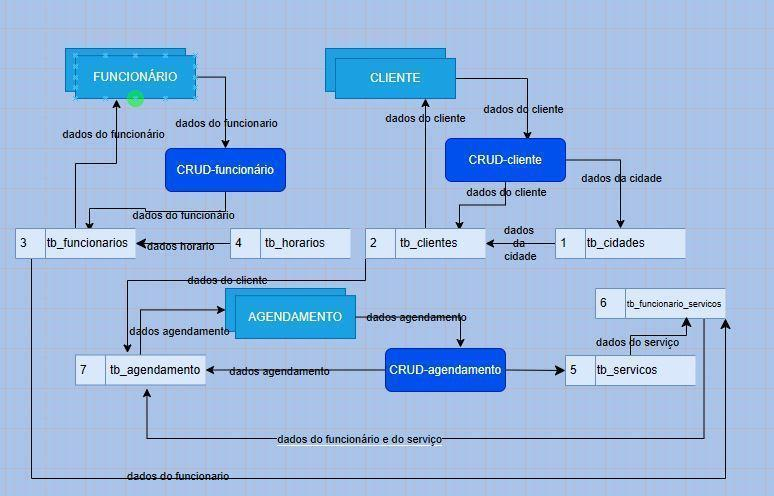 FUNCIONÁRIO
CLIENTE
dados do funcionário
dados do funcionario
dados do cliente
dados do cliente
CRUD-funcionário
CRUD-cliente
dados do cliente
dados da cidade
dados do funcionário
3 tb_funcionarios
dados horario
4 tb_horarios
2 tb_clientes
dados
da
cidade
1 tb_cidades
dados do cliente
AGENDAMENTO
dados agendamento
dados agendamento
6 tb_funcionario_servicos
dados do serviço
7 tb_agendamento
dados agendamento
CRUD-agendamento
5 tb_servicos
dados do funcionário e do serviço
dados do funcionario